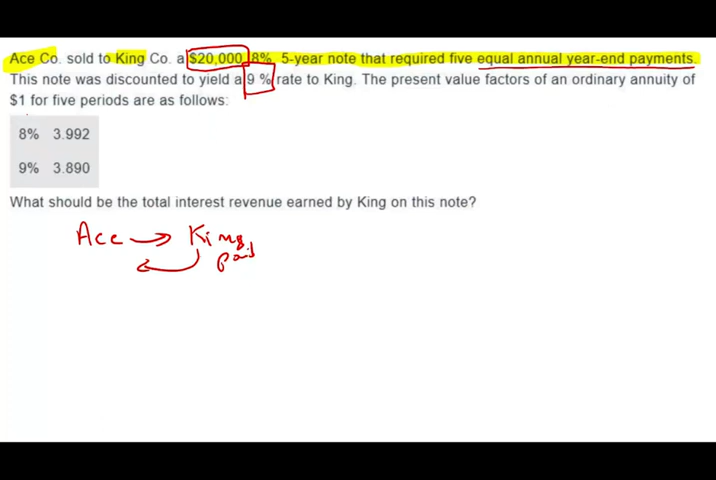 Ace Co. sold to King Co. a $20,000, 8%, 5-year note that required five equal annual year-end payments.
This note was discounted to yield a 9 % rate to King. The present value factors of an ordinary annuity of
$1 for five periods are as follows:
8% 3.992
9% 3.890
What should be the total interest revenue earned by King on this note?
Ace King
paid